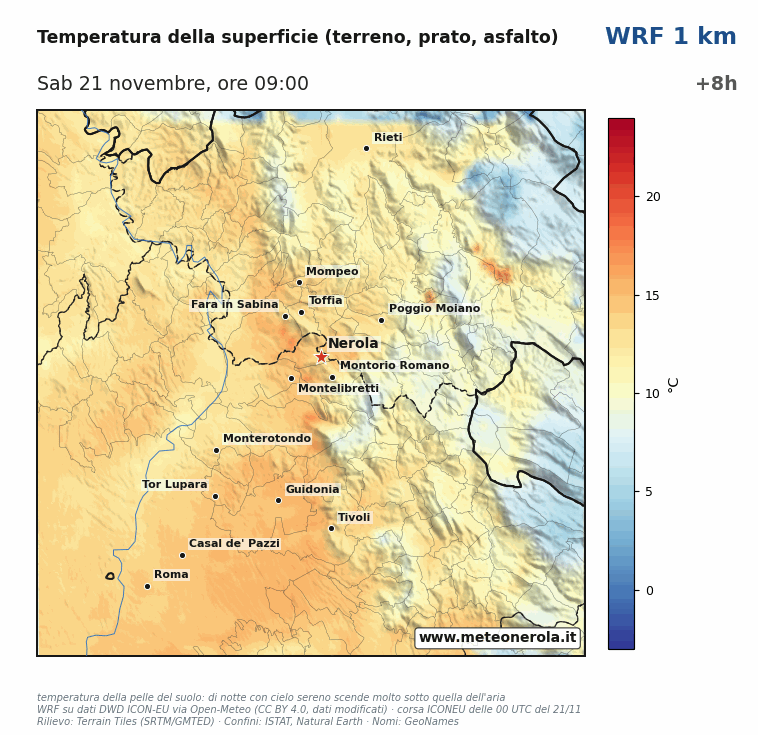 Temperatura della superficie (terreno, prato, asfalto)
WRF 1 km
Sab 21 novembre, ore 09:00
+8h
Rieti
Mompeo
Toffia
Fara in Sabina
Poggio Moiano
Nerola
Montorio Romano
Montelibretti
Monterotondo
Tor Lupara
Guidonia
Tivoli
Casal de' Pazzi
Roma
www.meteonerola.it
20
15
10
5
0
°C
temperatura della pelle del suolo: di notte con cielo sereno scende molto sotto quella dell'aria
WRF su dati DWD ICON-EU via Open-Meteo (CC BY 4.0, dati modificati) · corsa ICONEU delle 00 UTC del 21/11
Rilievo: Terrain Tiles (SRTM/GMTED) · Confini: ISTAT, Natural Earth · Nomi: GeoNames